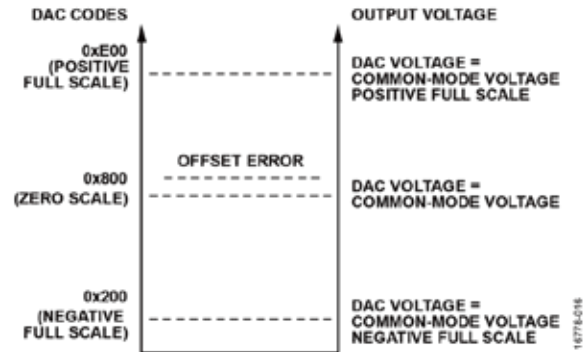 DAC CODES
OUTPUT VOLTAGE
0xE00
(POSITIVE
FULL SCALE)
DAC VOLTAGE =
COMMON-MODE VOLTAGE
POSITIVE FULL SCALE
OFFSET ERROR
0x800
(ZERO SCALE)
DAC VOLTAGE =
COMMON-MODE VOLTAGE
0x200
(NEGATIVE
FULL SCALE)
DAC VOLTAGE =
COMMON-MODE VOLTAGE
NEGATIVE FULL SCALE
16778-016